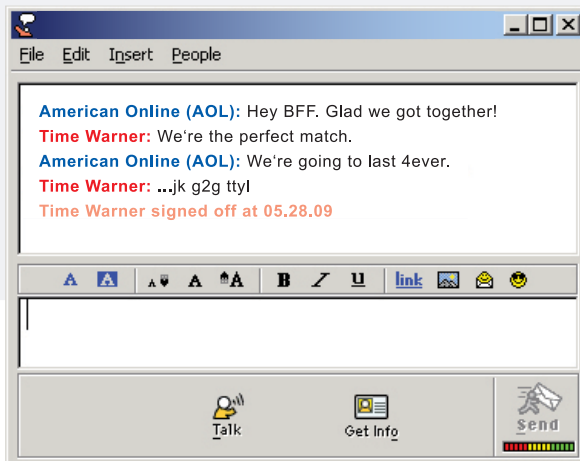 File Edit Insert People
American Online (AOL): Hey BFF. Glad we got together!
Time Warner: We're the perfect match.
American Online (AOL): We're going to last 4ever.
Time Warner: ...jk g2g ttyl
Time Warner signed off at 05.28.09
A A A A A B I U link
Talk Get Info Send